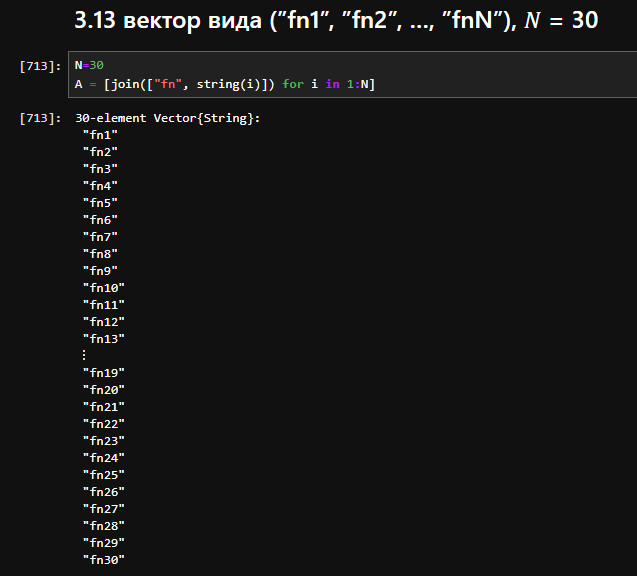 3.13 вектор вида ("fn1", "fn2", ..., "fnN"), N = 30
[713]: N=30
A = [join(["fn", string(i)]) for i in 1:N]
[713]: 30-element Vector{String}:
"fn1"
"fn2"
"fn3"
"fn4"
"fn5"
"fn6"
"fn7"
"fn8"
"fn9"
"fn10"
"fn11"
"fn12"
"fn13"
⋮
"fn19"
"fn20"
"fn21"
"fn22"
"fn23"
"fn24"
"fn25"
"fn26"
"fn27"
"fn28"
"fn29"
"fn30"